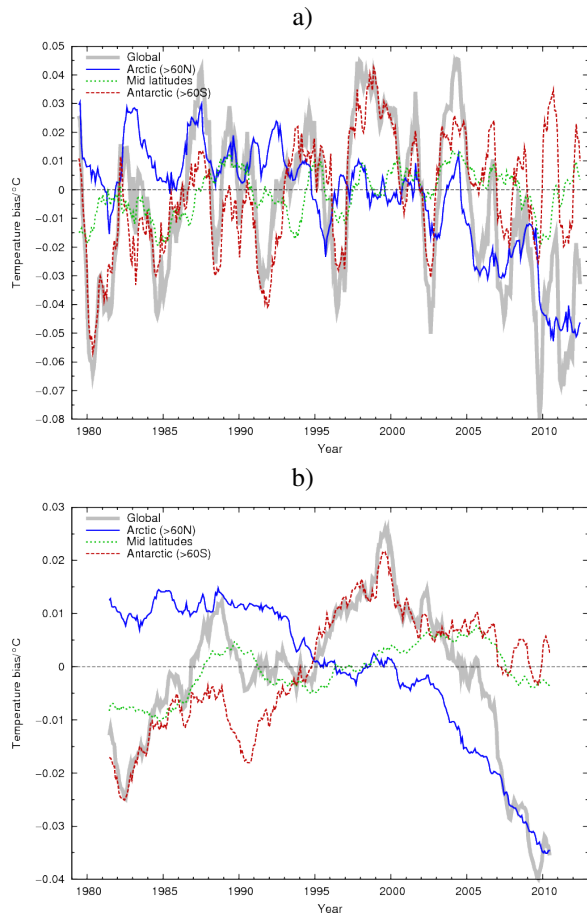 a)
Global
Arctic (>60N)
Mid latitudes
Antarctic (>60S)
Temperature bias/°C
0.05
0.04
0.03
0.02
0.01
0
−0.01
−0.02
−0.03
−0.04
−0.05
−0.06
−0.07
−0.08
1980 1985 1990 1995 2000 2005 2010
Year
b)
Global
Arctic (>60N)
Mid latitudes
Antarctic (>60S)
Temperature bias/°C
0.03
0.02
0.01
0
−0.01
−0.02
−0.03
−0.04
1980 1985 1990 1995 2000 2005 2010
Year